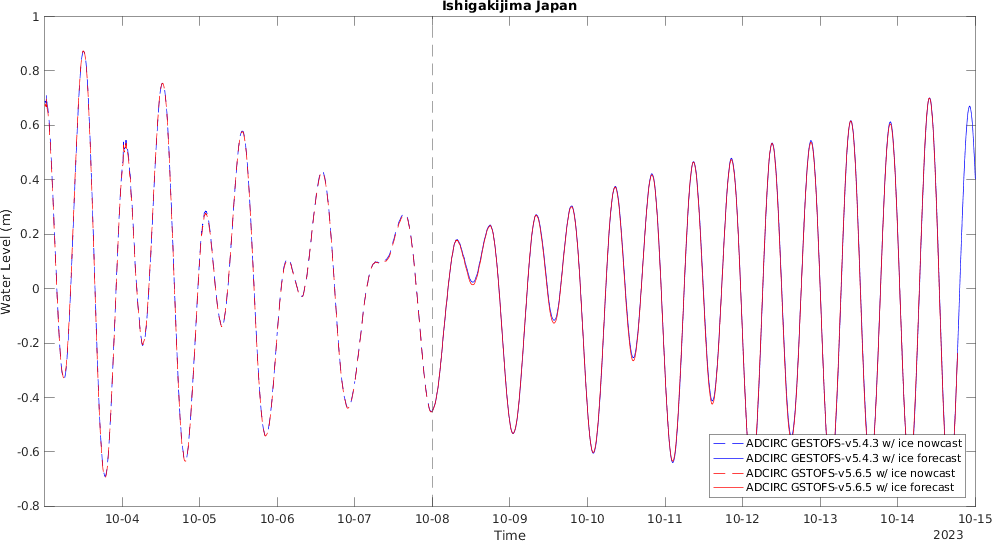 Ishigakijima Japan
Water Level (m)
1
0.8
0.6
0.4
0.2
0
-0.2
-0.4
-0.6
-0.8
10-04 10-05 10-06 10-07 10-08 10-09 10-10 10-11 10-12 10-13 10-14 10-15
Time
2023
ADCIRC GESTOFS-v5.4.3 w/ ice nowcast
ADCIRC GESTOFS-v5.4.3 w/ ice forecast
ADCIRC GSTOFS-v5.6.5 w/ ice nowcast
ADCIRC GSTOFS-v5.6.5 w/ ice forecast